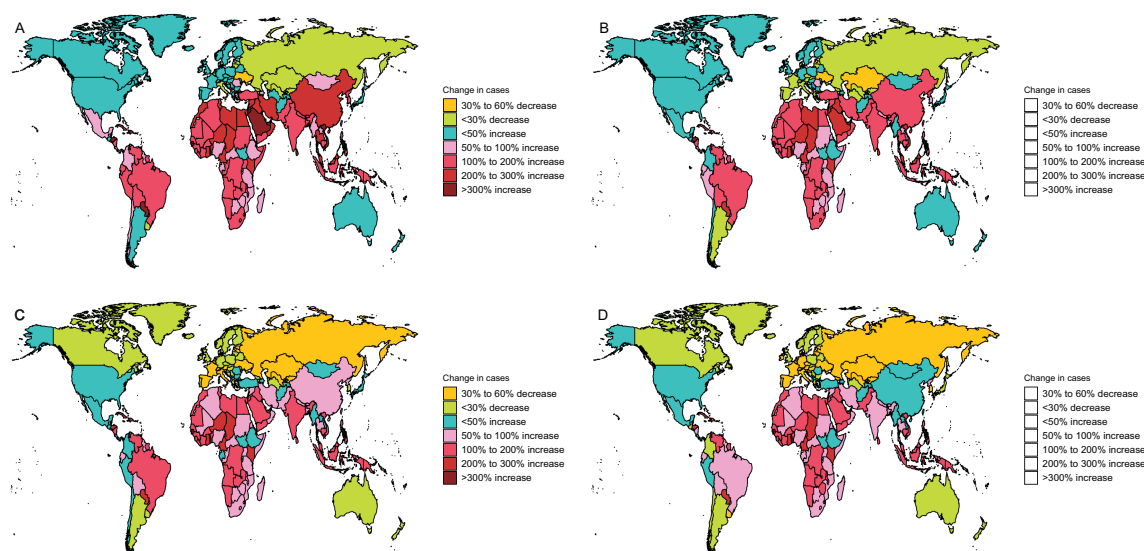 A
Change in cases
30% to 60% decrease
<30% decrease
<50% increase
50% to 100% increase
100% to 200% increase
200% to 300% increase
>300% increase
B
Change in cases
30% to 60% decrease
<30% decrease
<50% increase
50% to 100% increase
100% to 200% increase
200% to 300% increase
>300% increase
C
Change in cases
30% to 60% decrease
<30% decrease
<50% increase
50% to 100% increase
100% to 200% increase
200% to 300% increase
>300% increase
D
Change in cases
30% to 60% decrease
<30% decrease
<50% increase
50% to 100% increase
100% to 200% increase
200% to 300% increase
>300% increase